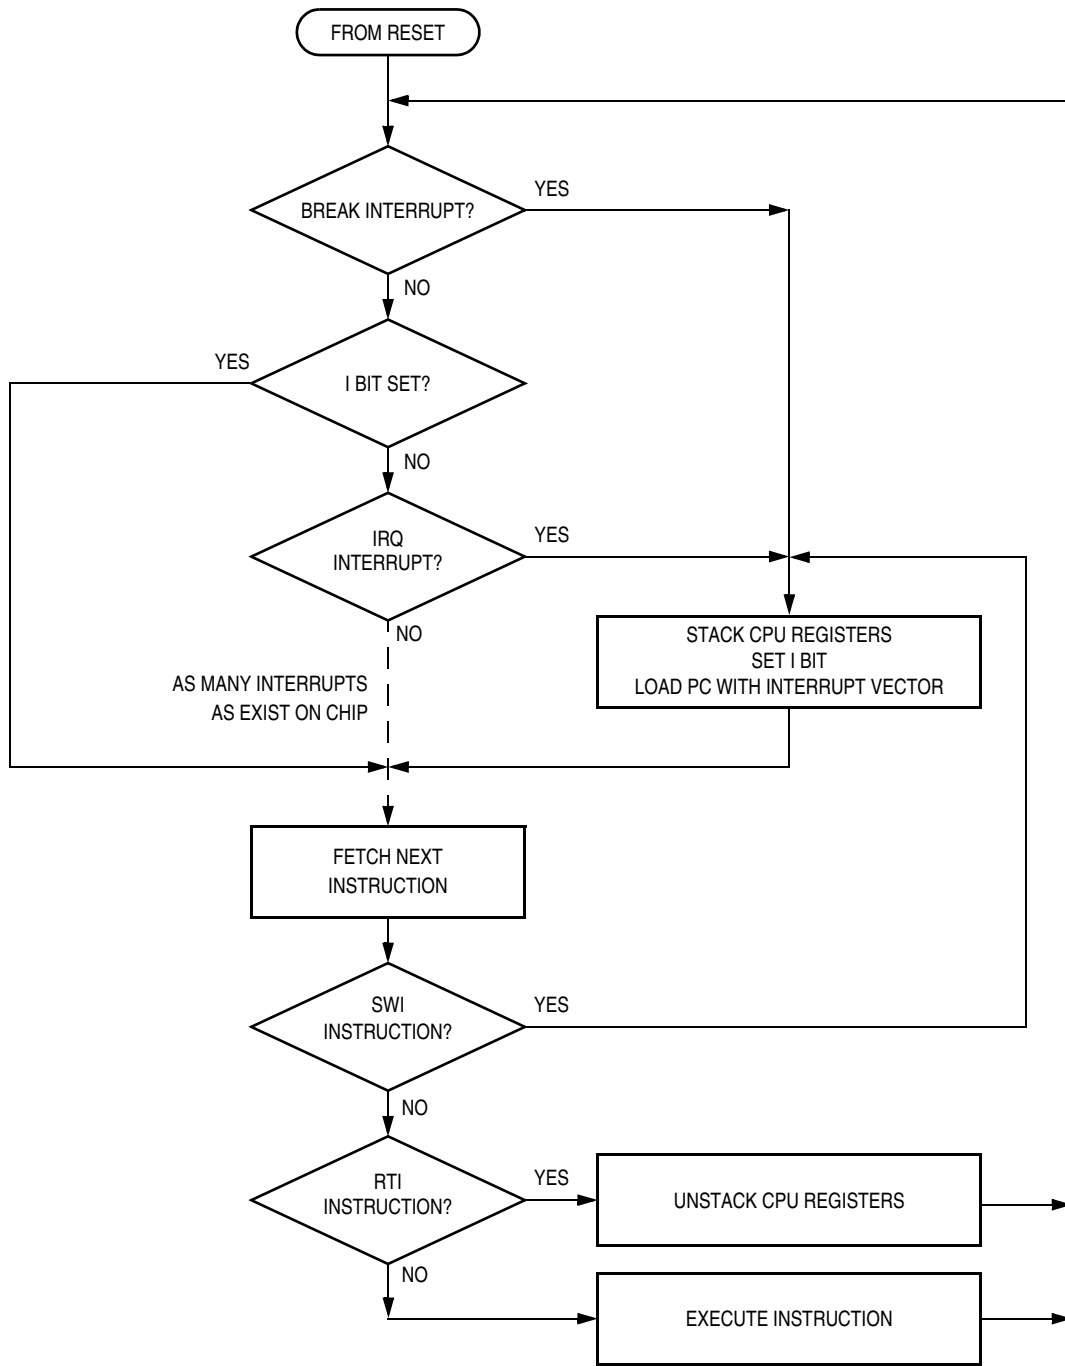 FROM RESET
BREAK INTERRUPT?
YES
NO
I BIT SET?
YES
NO
IRQ
INTERRUPT?
YES
NO
AS MANY INTERRUPTS
AS EXIST ON CHIP
STACK CPU REGISTERS
SET I BIT
LOAD PC WITH INTERRUPT VECTOR
FETCH NEXT
INSTRUCTION
SWI
INSTRUCTION?
YES
NO
RTI
INSTRUCTION?
YES
UNSTACK CPU REGISTERS
NO
EXECUTE INSTRUCTION